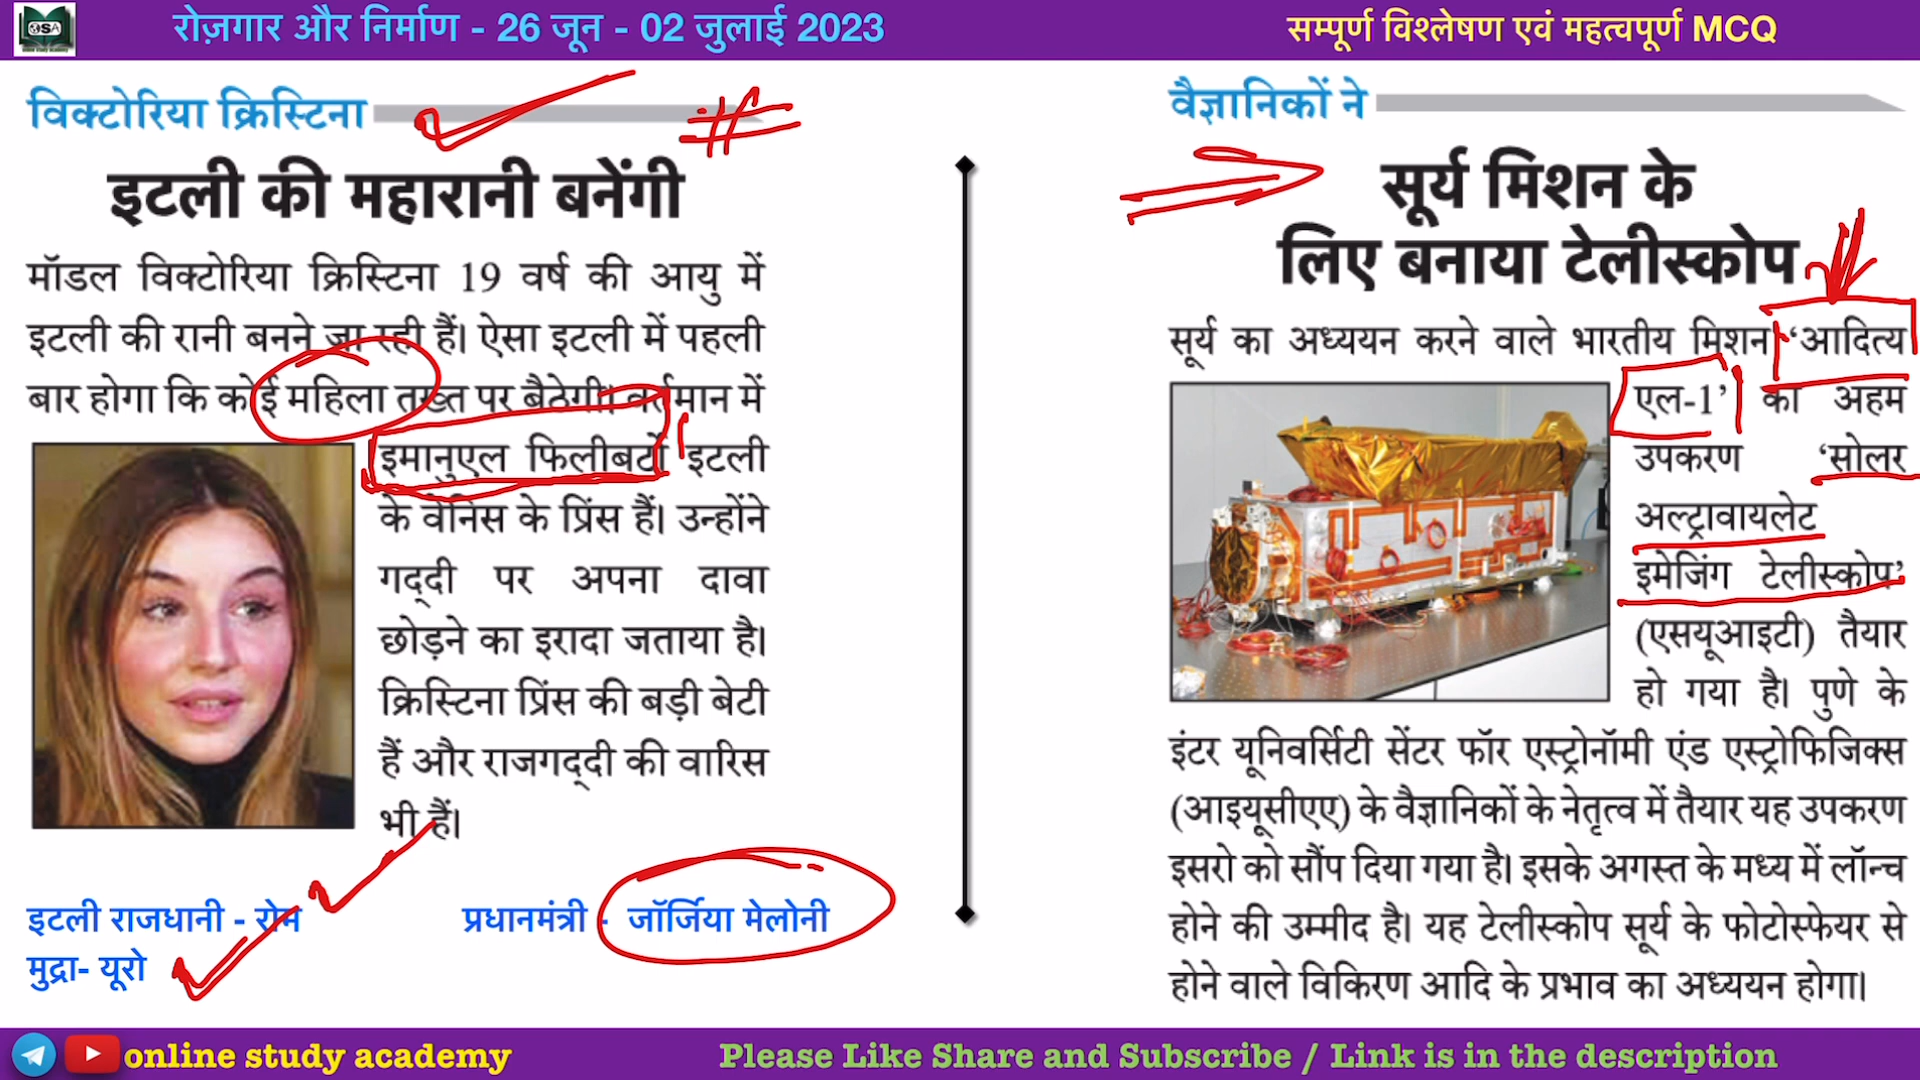 OSA
रोज़गार और निर्माण - 26 जून - 02 जुलाई 2023
सम्पूर्ण विश्लेषण एवं महत्वपूर्ण MCQ
विक्टोरिया क्रिस्टिना
इटली की महारानी बनेंगी
मॉडल विक्टोरिया क्रिस्टिना 19 वर्ष की आयु में
इटली की रानी बनने जा रही हैं। ऐसा इटली में पहली
बार होगा कि कोई महिला तख्त पर बैठेगी। वर्तमान में
इमानुएल फिलीबर्टो इटली
के वेनिस के प्रिंस हैं। उन्होंने
गद्दी पर अपना दावा
छोड़ने का इरादा जताया है।
क्रिस्टिना प्रिंस की बड़ी बेटी
हैं और राजगद्दी की वारिस
भी हैं।
इटली राजधानी - रोम
प्रधानमंत्री - जॉर्जिया मेलोनी
मुद्रा- यूरो
वैज्ञानिकों ने
सूर्य मिशन के
लिए बनाया टेलीस्कोप
सूर्य का अध्ययन करने वाले भारतीय मिशन ‘आदित्य
एल-1’ का अहम
उपकरण ‘सोलर
अल्ट्रावायलेट
इमेजिंग टेलीस्कोप’
(एसयूआइटी) तैयार
हो गया है। पुणे के
इंटर यूनिवर्सिटी सेंटर फॉर एस्ट्रोनॉमी एंड एस्ट्रोफिजिक्स
(आइयूसीएए) के वैज्ञानिकों के नेतृत्व में तैयार यह उपकरण
इसरो को सौंप दिया गया है। इसके अगस्त के मध्य में लॉन्च
होने की उम्मीद है। यह टेलीस्कोप सूर्य के फोटोस्फेयर से
होने वाले विकिरण आदि के प्रभाव का अध्ययन होगा।
online study academy
Please Like Share and Subscribe / Link is in the description